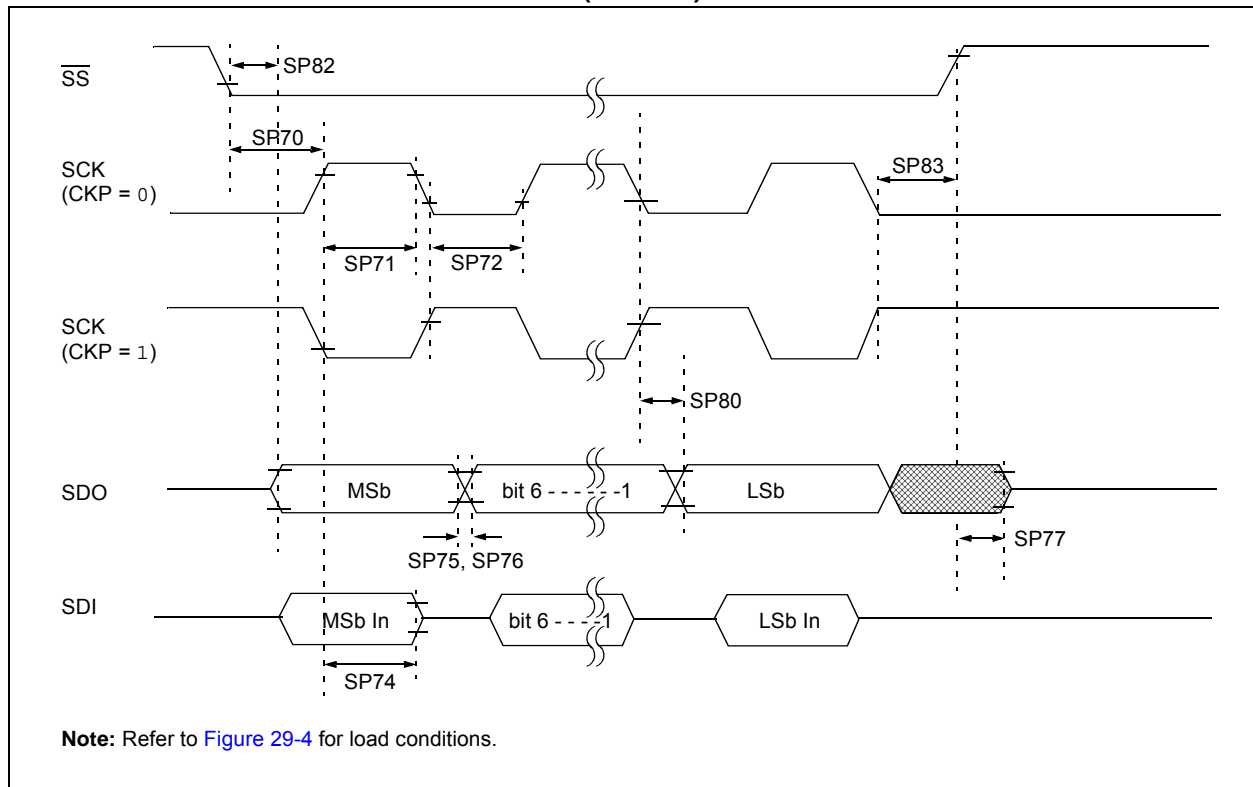 SS
SP82
SP70
SCK
(CKP = 0)
SP83
SP71
SP72
SCK
(CKP = 1)
SP80
SDO
MSb
bit 6 - - - - - -1
LSb
SP77
SP75, SP76
SDI
MSb In
bit 6 - - - -1
LSb In
SP74
Note: Refer to Figure 29-4 for load conditions.